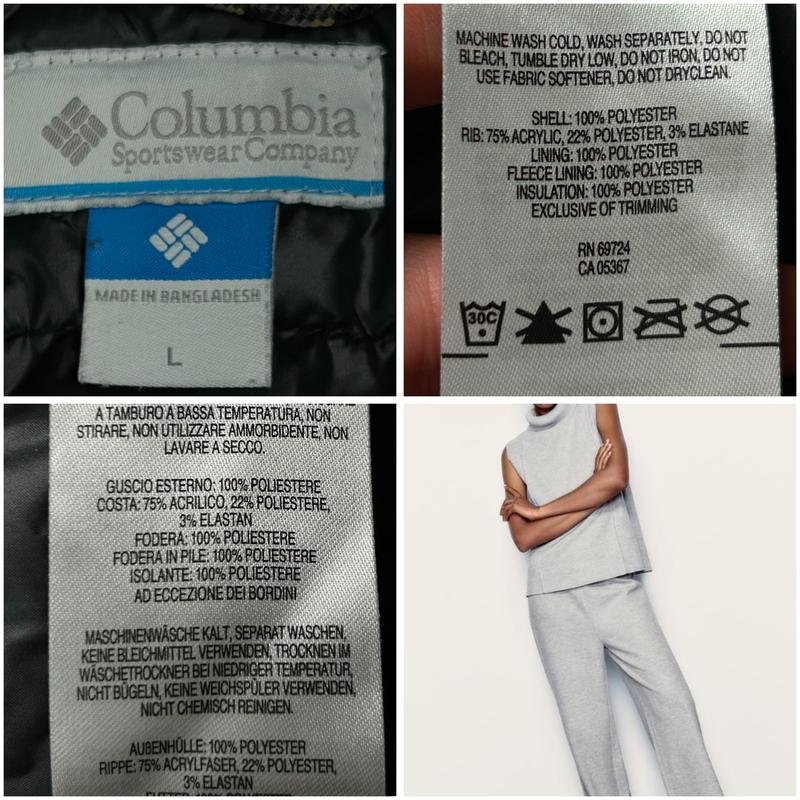 Columbia
Sportswear Company
MADE IN BANGLADESH
L
MACHINE WASH COLD, WASH SEPARATELY, DO NOT
BLEACH, TUMBLE DRY LOW, DO NOT IRON, DO NOT
USE FABRIC SOFTENER, DO NOT DRYCLEAN.
SHELL: 100% POLYESTER
RIB: 75% ACRYLIC, 22% POLYESTER, 3% ELASTANE
LINING: 100% POLYESTER
FLEECE LINING: 100% POLYESTER
INSULATION: 100% POLYESTER
EXCLUSIVE OF TRIMMING
RN 69724
CA 05367
30C
A TAMBURO A BASSA TEMPERATURA, NON
STIRARE, NON UTILIZZARE AMMORBIDENTE, NON
LAVARE A SECCO.
GUSCIO ESTERNO: 100% POLIESTERE
COSTA: 75% ACRILICO, 22% POLIESTERE,
3% ELASTAN
FODERA: 100% POLIESTERE
FODERA IN PILE: 100% POLIESTERE
ISOLANTE: 100% POLIESTERE
AD ECCEZIONE DEI BORDINI
MASCHINENWÄSCHE KALT, SEPARAT WASCHEN,
KEINE BLEICHMITTEL VERWENDEN, TROCKNEN IM
WÄSCHETROCKNER BEI NIEDRIGER TEMPERATUR,
NICHT BÜGELN, KEINE WEICHSPÜLER VERWENDEN,
NICHT CHEMISCH REINIGEN.
AUßENHÜLLE: 100% POLYESTER
RIPPE: 75% ACRYLFASER, 22% POLYESTER,
3% ELASTAN